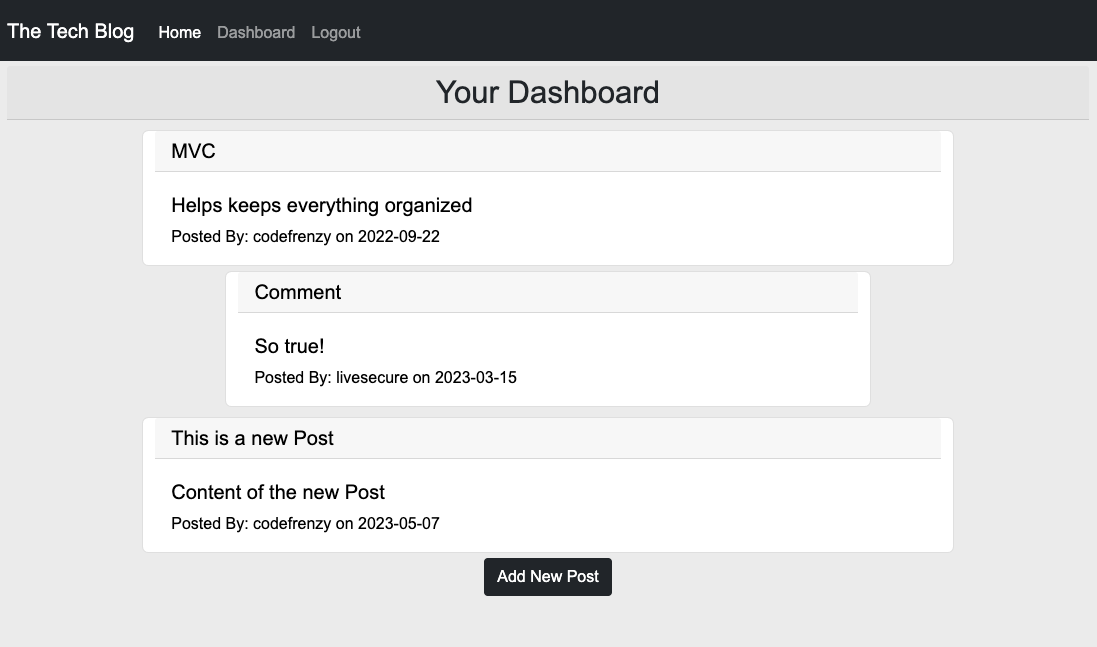 The Tech Blog Home Dashboard Logout
Your Dashboard
MVC
Helps keeps everything organized
Posted By: codefrenzy on 2022-09-22
Comment
So true!
Posted By: livesecure on 2023-03-15
This is a new Post
Content of the new Post
Posted By: codefrenzy on 2023-05-07
Add New Post